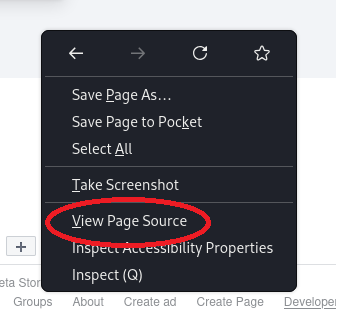 Save Page As…
Save Page to Pocket
Select All
Take Screenshot
View Page Source
Inspect Accessibility Properties
Inspect (Q)
eta Stor
Groups About Create ad Create Page Developer